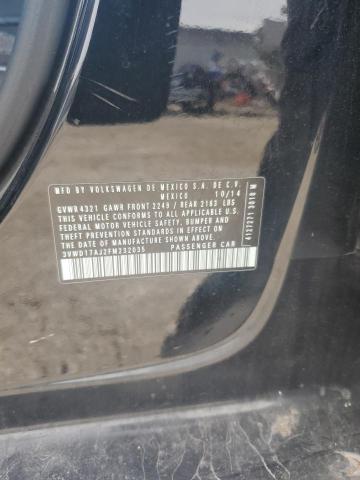 MFD BY VOLKSWAGEN DE MEXICO S.A. DE C.V.
MEXICO 10/14
GVWR 4321 GAWR FRONT 2249 / REAR 2183 LBS
THIS VEHICLE CONFORMS TO ALL APPLICABLE
FEDERAL MOTOR VEHICLE SAFETY, BUMPER AND
THEFT PREVENTION STANDARDS IN EFFECT
ON THE DATE OF MANUFACTURE SHOWN ABOVE.
3VWD17AJ2FM232035 PASSENGER CAR